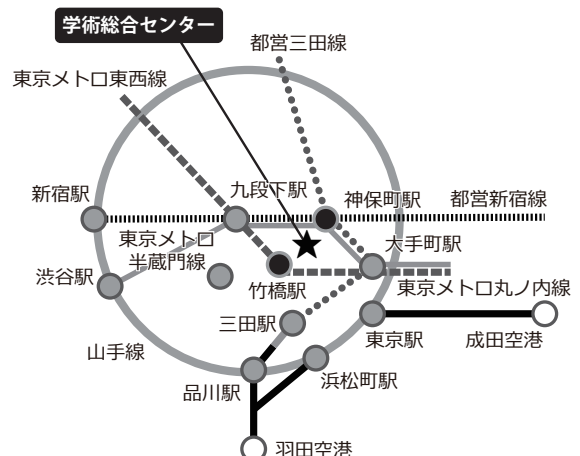 学術総合センター
都営三田線
東京メトロ東西線
新宿駅
九段下駅
神保町駅
都営新宿線
東京メトロ
半蔵門線
大手町駅
渋谷駅
竹橋駅
東京メトロ丸ノ内線
三田駅
東京駅
成田空港
山手線
品川駅
浜松町駅
羽田空港